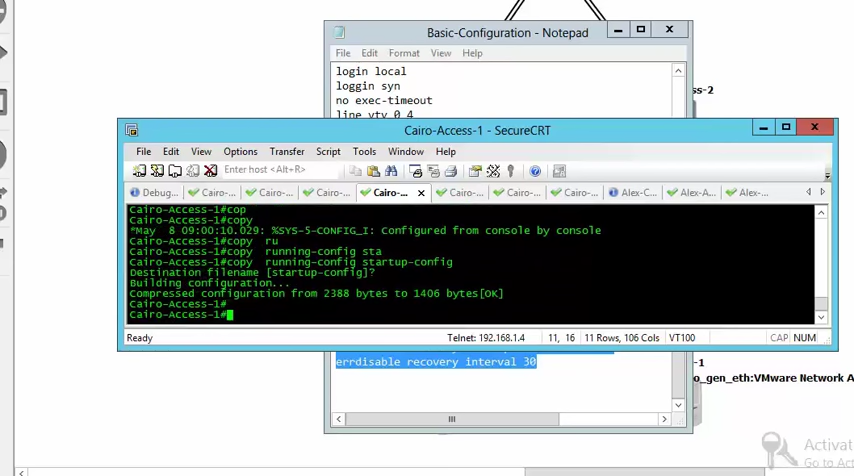 Basic-Configuration - Notepad
File Edit Format View Help
login local
loggin syn
no exec-timeout
line vty 0 4
ss-2
Cairo-Access-1 - SecureCRT
File Edit View Options Transfer Script Tools Window Help
Enter host <Alt+R>
Debug... Cairo-... Cairo-... Cairo-... Cairo-... Cairo-... Cairo-... Cairo-... Alex-C... Alex-A... Alex-...
Cairo-Access-1#cop
Cairo-Access-1#copy
*May  8 09:00:10.029: %SYS-5-CONFIG_I: Configured from console by console
Cairo-Access-1#copy  ru
Cairo-Access-1#copy  running-config sta
Cairo-Access-1#copy  running-config startup-config
Destination filename [startup-config]?
Building configuration...
Compressed configuration from 2388 bytes to 1406 bytes[OK]
Cairo-Access-1#
Cairo-Access-1#
Ready Telnet: 192.168.1.4 11, 16 11 Rows, 106 Cols VT100 CAP NUM
errdisable recovery interval 30
-1
o_gen_eth:VMware Network A
Activat
Go to Act